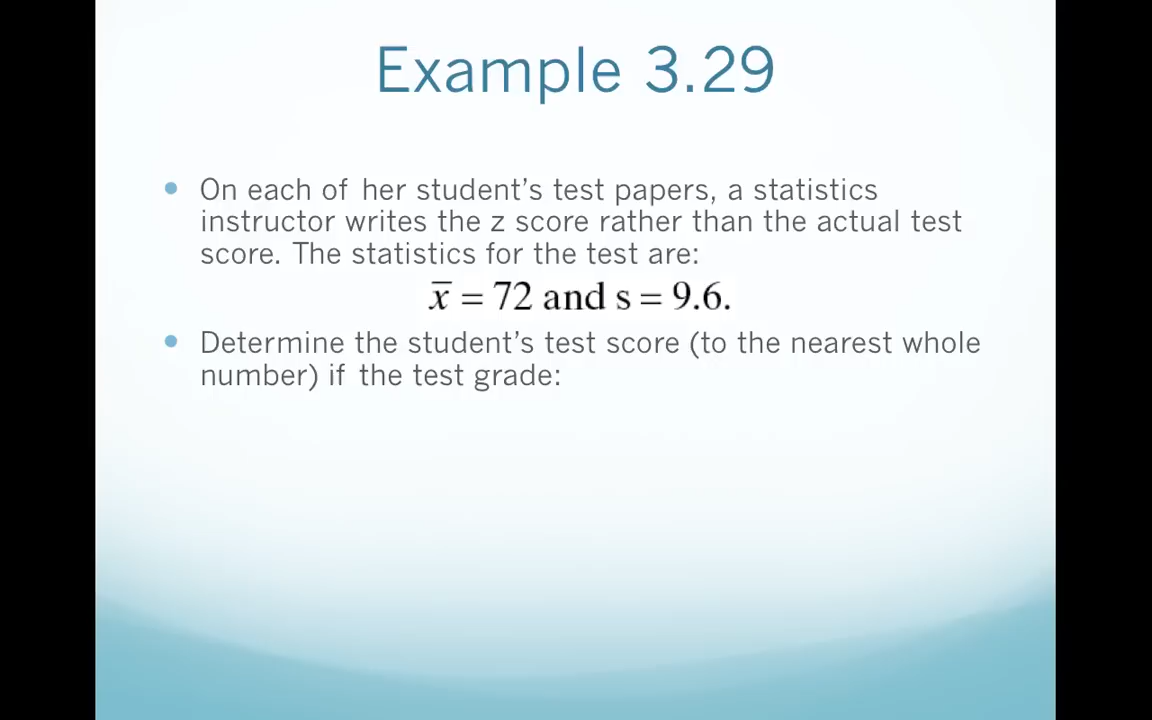 Example 3.29
• On each of her student’s test papers, a statistics
instructor writes the z score rather than the actual test
score. The statistics for the test are:
x̅ = 72 and s = 9.6.
• Determine the student’s test score (to the nearest whole
number) if the test grade: